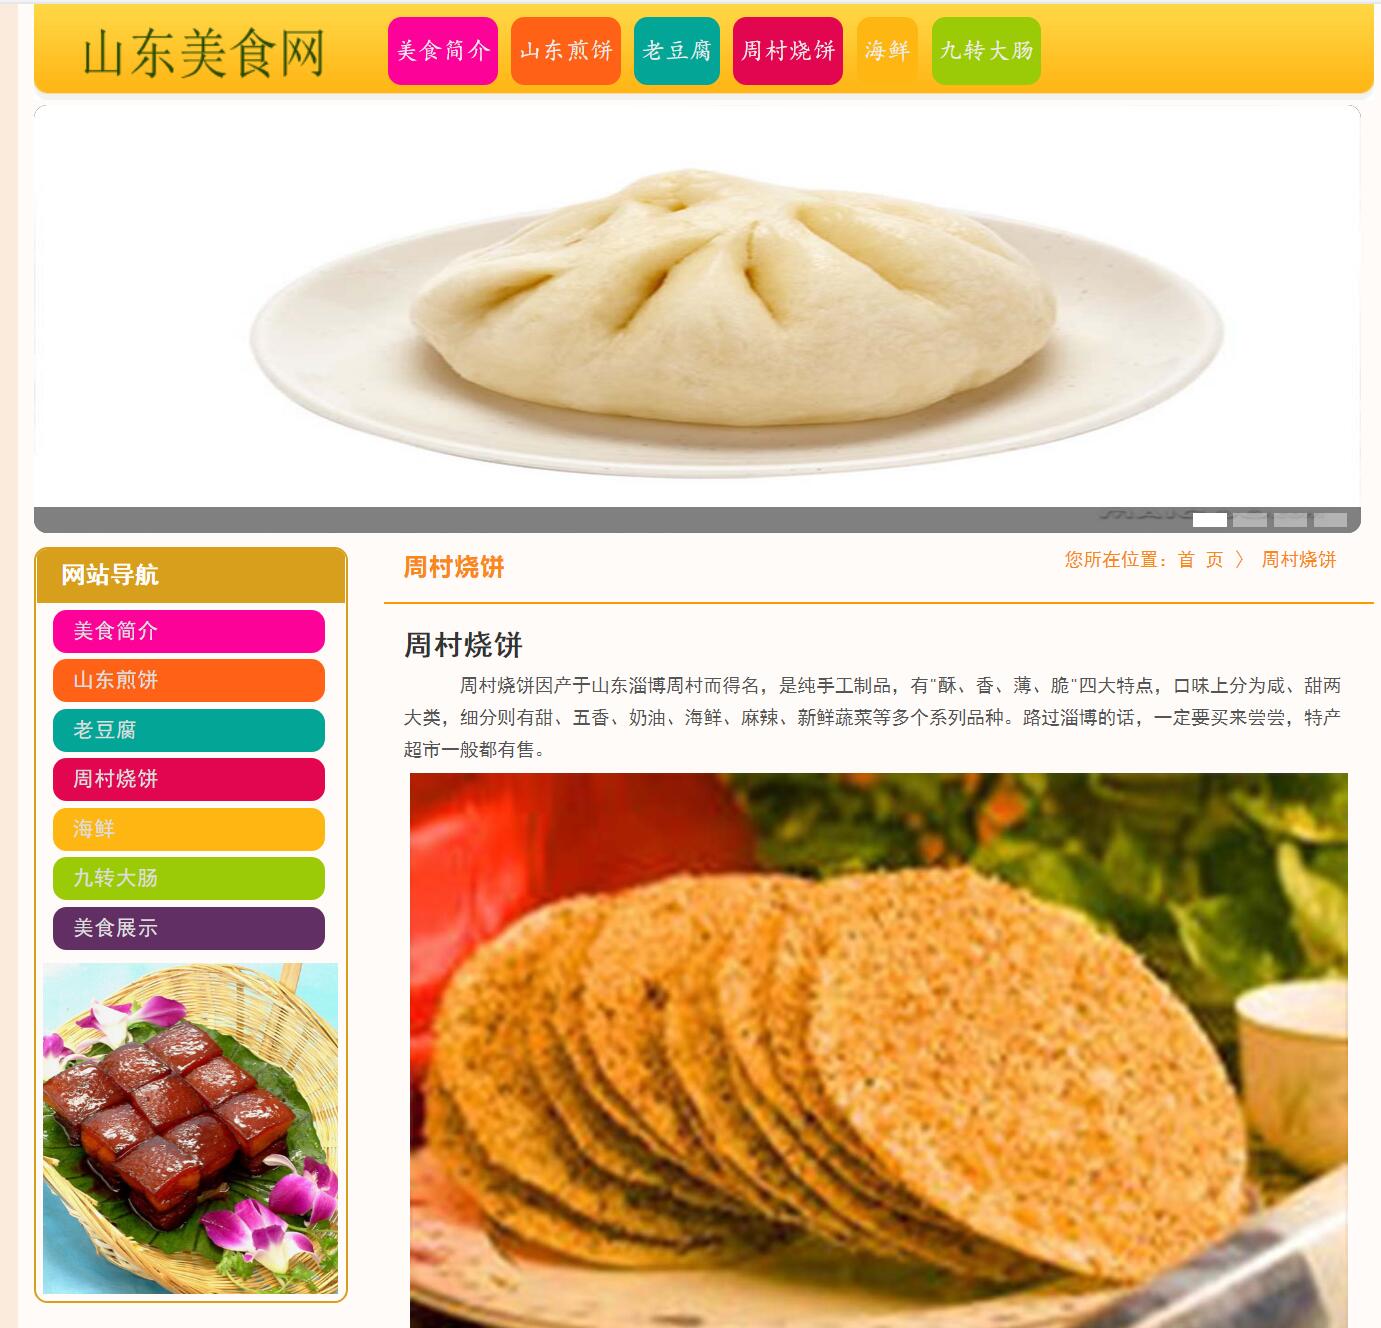 山东美食网
美食简介 山东煎饼 老豆腐 周村烧饼 海鲜 九转大肠
网站导航
美食简介
山东煎饼
老豆腐
周村烧饼
海鲜
九转大肠
美食展示
周村烧饼
您所在位置：首 页 〉 周村烧饼
周村烧饼
周村烧饼因产于山东淄博周村而得名，是纯手工制品，有"酥、香、薄、脆"四大特点，口味上分为咸、甜两
大类，细分则有甜、五香、奶油、海鲜、麻辣、新鲜蔬菜等多个系列品种。路过淄博的话，一定要买来尝尝，特产
超市一般都有售。